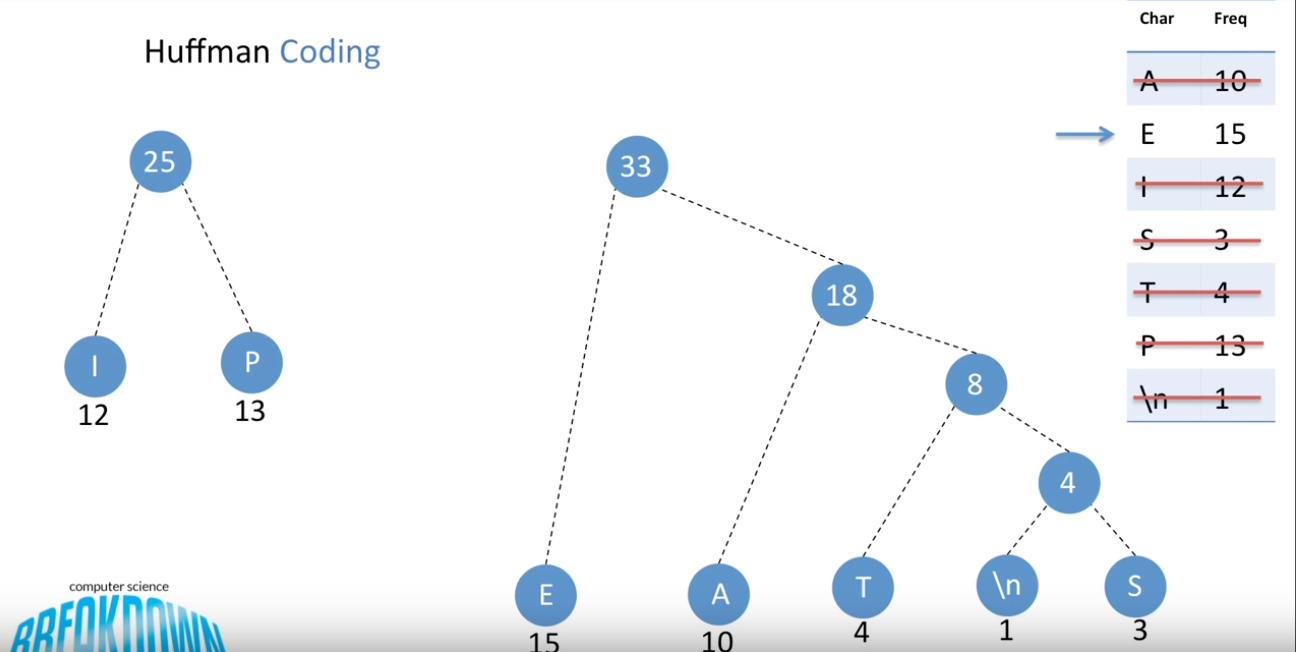 Huffman Coding
Char Freq
A 10
E 15
I 12
S 3
T 4
P 13
\n 1
25
33
18
I
P
8
12
13
4
E
A
T
\n
S
15
10
4
1
3
computer science
BREAKDOWN